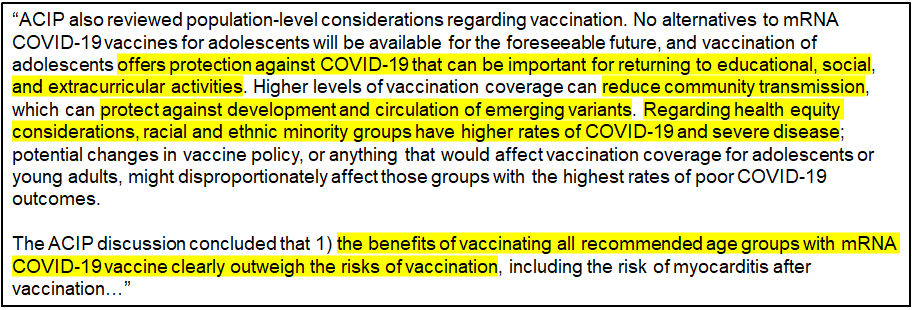 “ACIP also reviewed population-level considerations regarding vaccination. No alternatives to mRNA
COVID-19 vaccines for adolescents will be available for the foreseeable future, and vaccination of
adolescents offers protection against COVID-19 that can be important for returning to educational, social,
and extracurricular activities. Higher levels of vaccination coverage can reduce community transmission,
which can protect against development and circulation of emerging variants. Regarding health equity
considerations, racial and ethnic minority groups have higher rates of COVID-19 and severe disease;
potential changes in vaccine policy, or anything that would affect vaccination coverage for adolescents or
young adults, might disproportionately affect those groups with the highest rates of poor COVID-19
outcomes.
The ACIP discussion concluded that 1) the benefits of vaccinating all recommended age groups with mRNA
COVID-19 vaccine clearly outweigh the risks of vaccination, including the risk of myocarditis after
vaccination…”